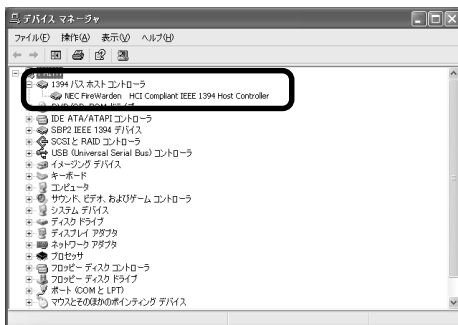 デバイス マネージャ
ファイル(F) 操作(A) 表示(V) ヘルプ(H)
1394 バス ホスト コントローラ
NEC FireWarden HCI Compliant IEEE 1394 Host Controller
DVD/CD-ROM ドライブ
IDE ATA/ATAPI コントローラ
SBP2 IEEE 1394 デバイス
SCSI と RAID コントローラ
USB (Universal Serial Bus) コントローラ
イメージング デバイス
キーボード
コンピュータ
サウンド、ビデオ、およびゲーム コントローラ
システム デバイス
ディスク ドライブ
ディスプレイ アダプタ
ネットワーク アダプタ
プロセッサ
フロッピー ディスク コントローラ
フロッピー ディスク ドライブ
ポート (COM と LPT)
マウスとそのほかのポインティング デバイス